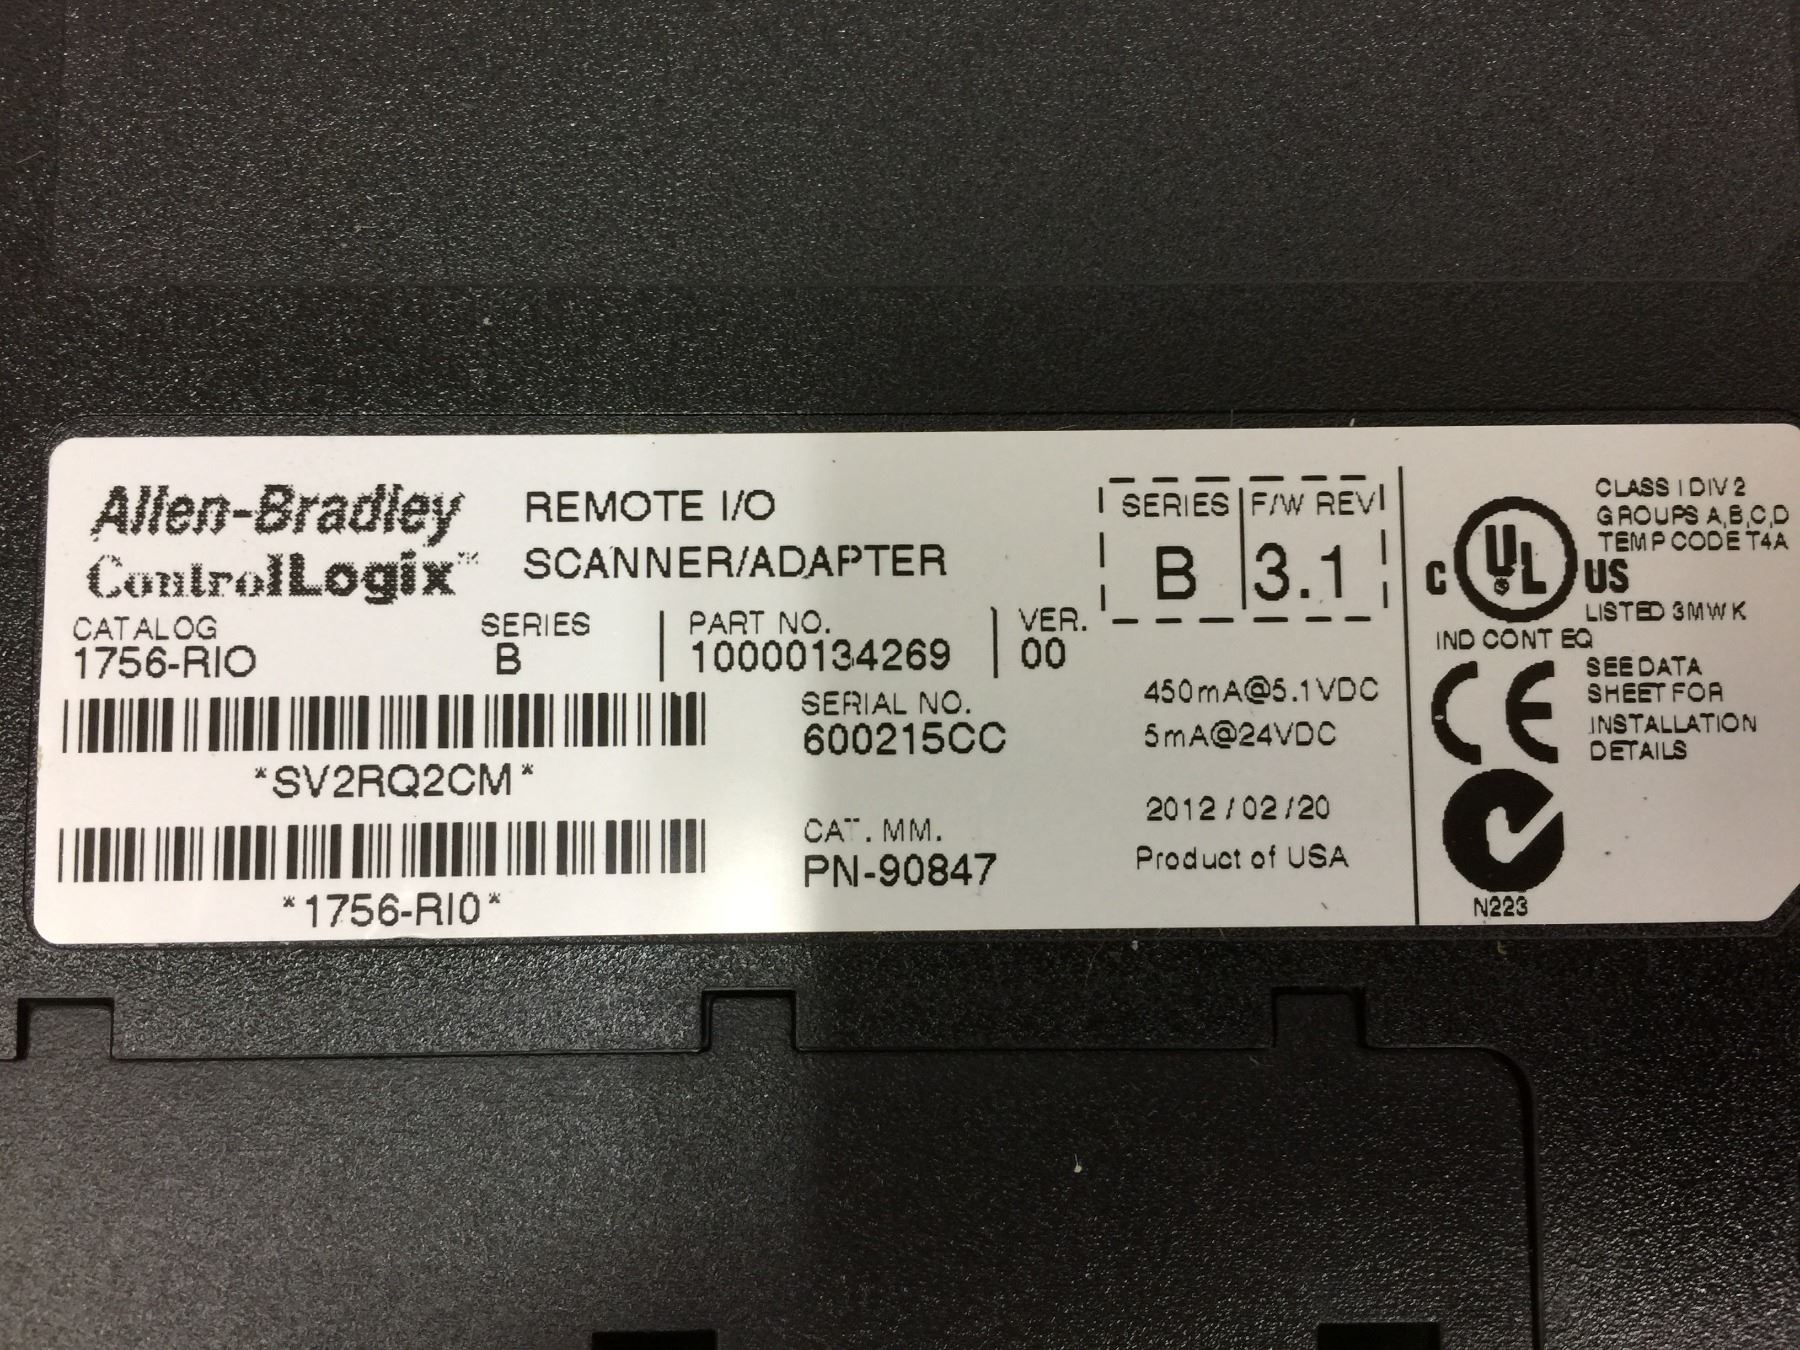 Allen-Bradley
ControlLogix™
REMOTE I/O
SCANNER/ADAPTER
CATALOG
1756-RIO
SERIES
B
PART NO.
10000134269
VER.
00
SERIES
B
F/W REV
3.1
*SV2RQ2CM*
SERIAL NO.
600215CC
450mA@5.1VDC
5mA@24VDC
*1756-RI0*
CAT. MM.
PN-90847
2012/02/20
Product of USA
C UL US
CLASS I DIV 2
GROUPS A,B,C,D
TEMP CODE T4A
LISTED 3MWK
IND CONT EQ
CE
SEE DATA
SHEET FOR
INSTALLATION
DETAILS
N223